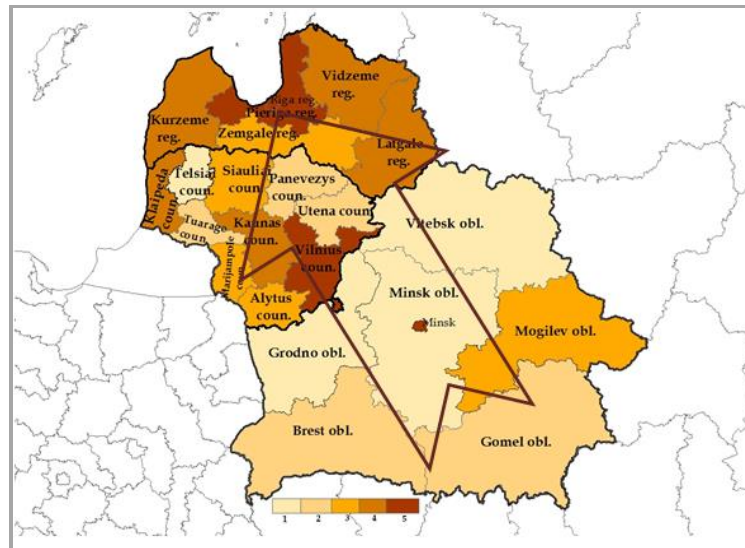 Vidzeme
reg.
Riga reg.
Pieriga reg.
Kurzeme
reg.
Zemgale reg.
Latgale
reg.
Telsiai
coun.
Siauliai
coun.
Panevezys
coun.
Klaipeda
coun.
Utena coun.
Taurage
coun.
Kaunas
coun.
Vilnius
coun.
Marijampole
coun.
Alytus
coun.
Vitebsk obl.
Minsk obl.
Minsk
Mogilev obl.
Grodno obl.
Brest obl.
Gomel obl.
1 2 3 4 5